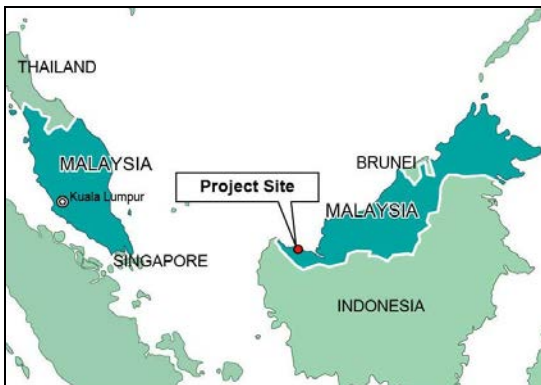 THAILAND
MALAYSIA
Kuala Lumpur
SINGAPORE
Project Site
BRUNEI
MALAYSIA
INDONESIA